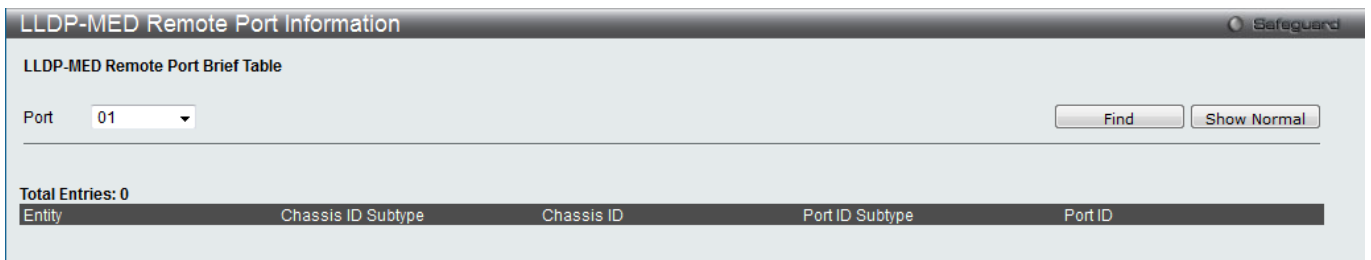 LLDP-MED Remote Port Information Safeguard
LLDP-MED Remote Port Brief Table
Port 01 Find Show Normal
Total Entries: 0
Entity Chassis ID Subtype Chassis ID Port ID Subtype Port ID